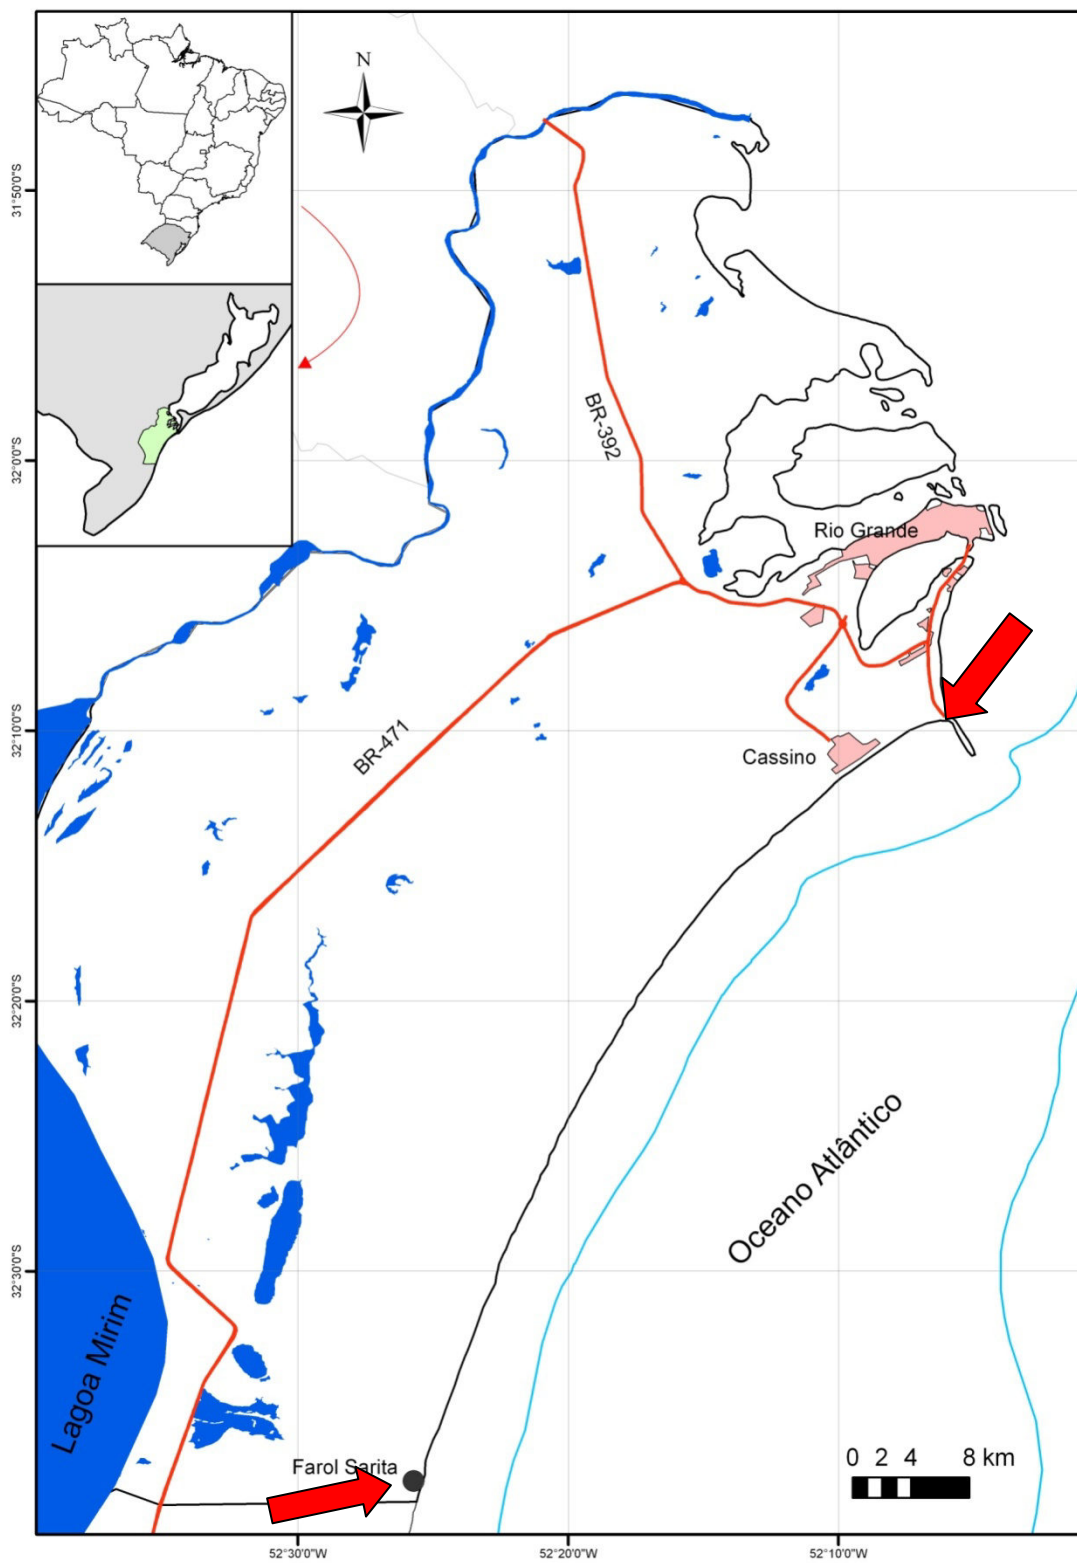 N
31°50'0"S
BR-392
32°0'0"S
Rio Grande
32°10'0"S
BR-471
Cassino
32°20'0"S
Oceano Atlântico
32°30'0"S
Lagoa Mirim
Farol Sarita
0 2 4 8 km
52°30'0"W 52°20'0"W 52°10'0"W